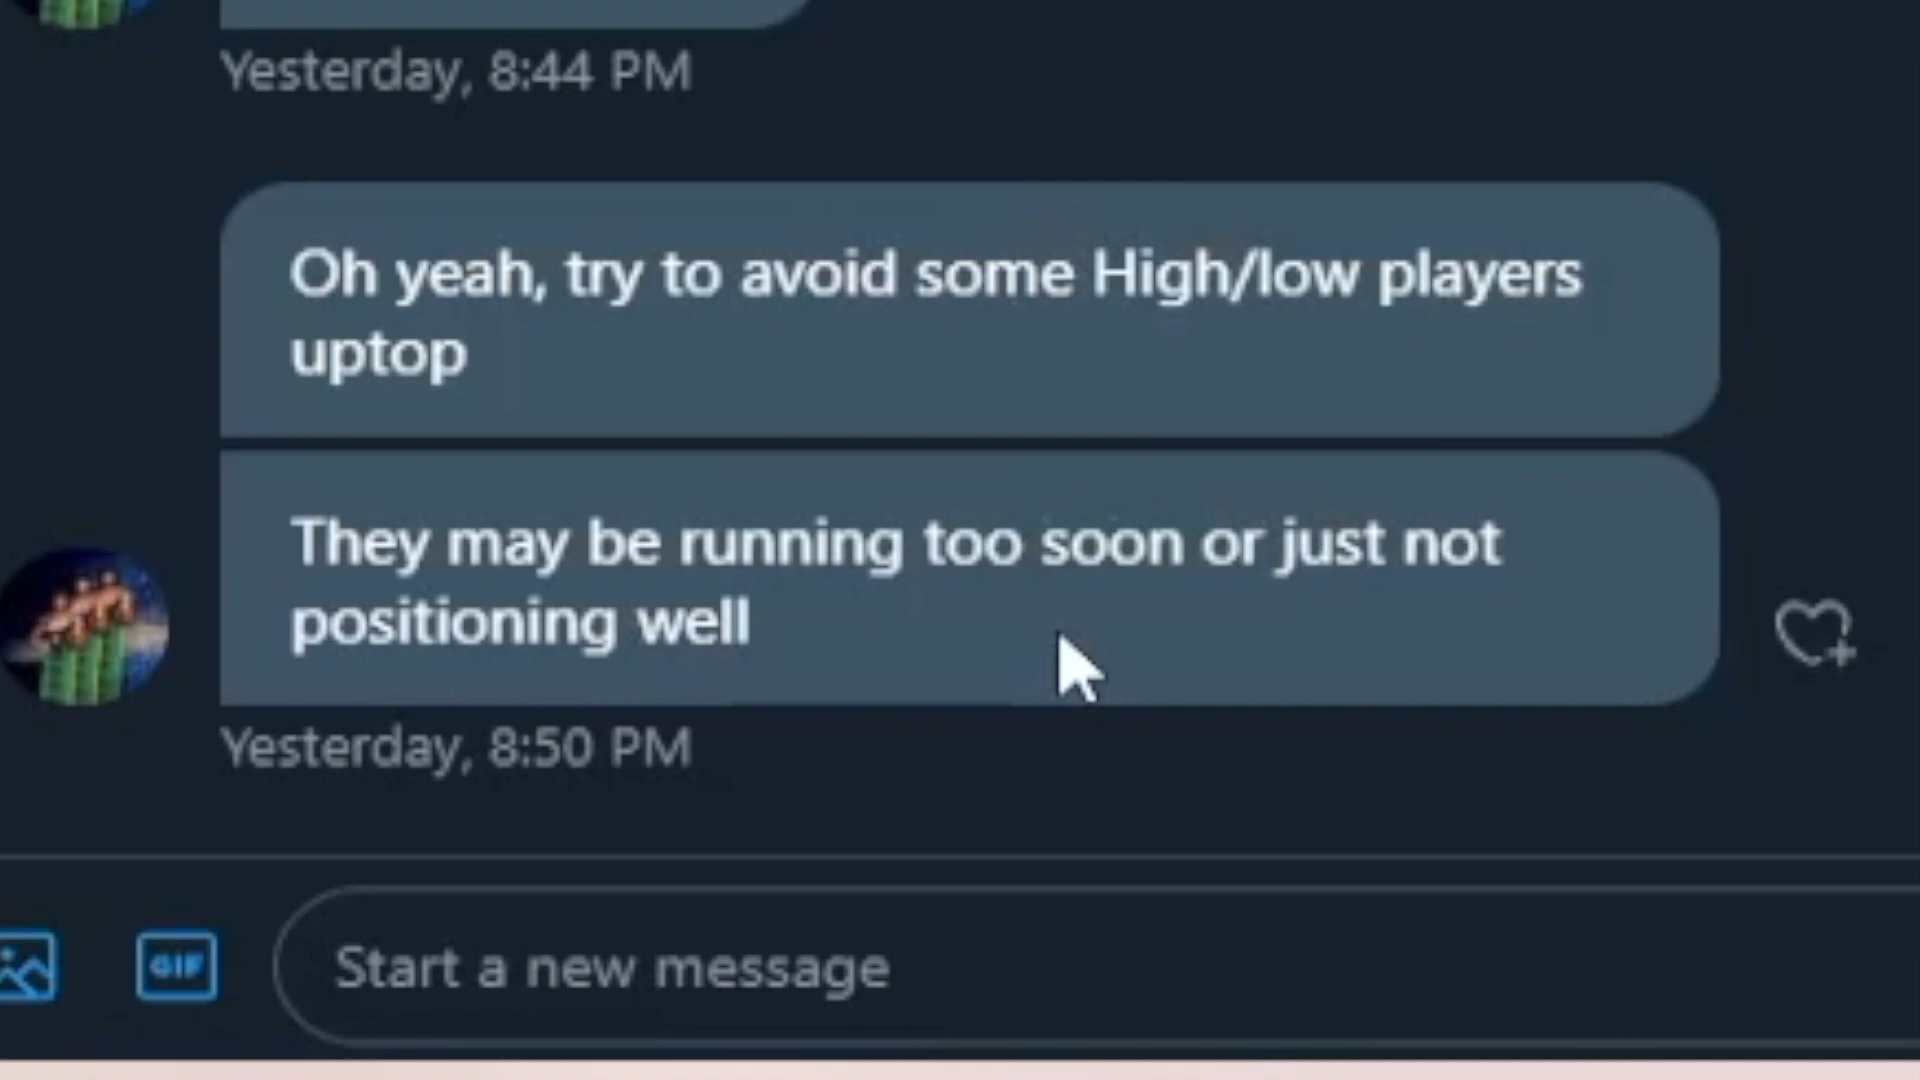 Yesterday, 8:44 PM
Oh yeah, try to avoid some High/low players
uptop
They may be running too soon or just not
positioning well
Yesterday, 8:50 PM
GIF
Start a new message